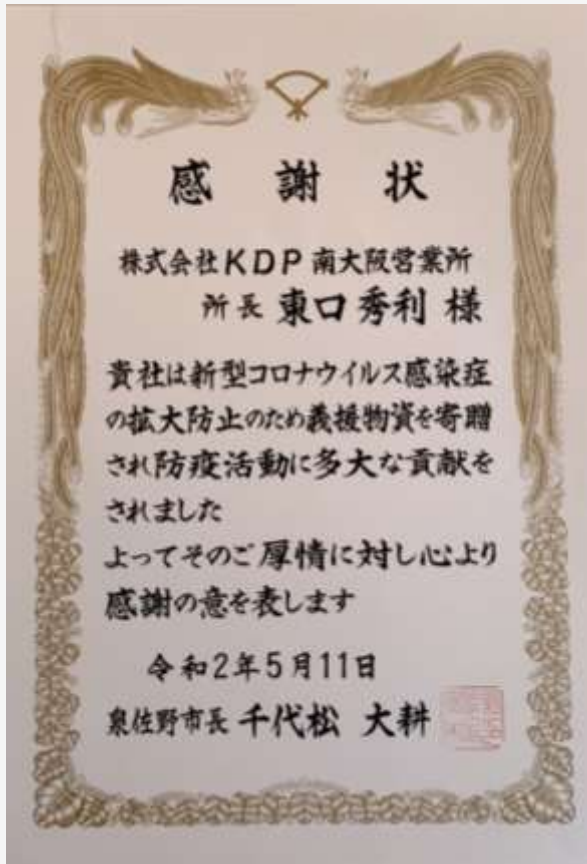 感謝状
株式会社KDP南大阪営業所
所長 東口秀利 様
貴社は新型コロナウイルス感染症
の拡大防止のため義援物資を寄贈
され防疫活動に多大な貢献を
されました
よってそのご厚情に対し心より
感謝の意を表します
令和2年5月11日
泉佐野市長 千代松 大耕